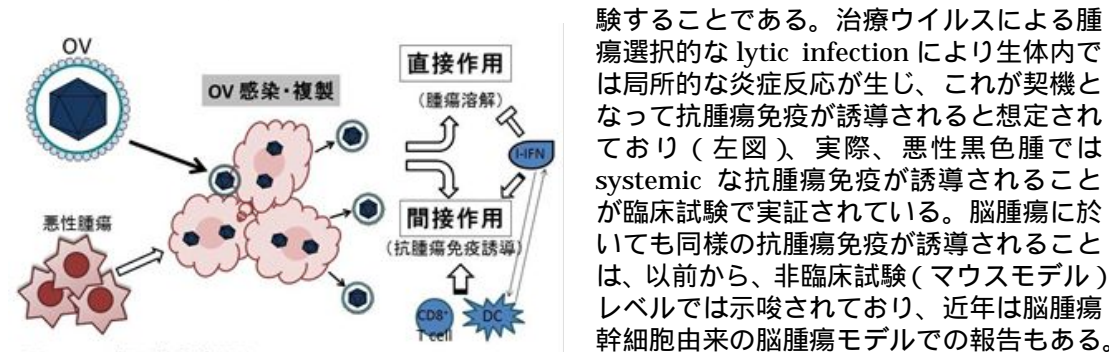 OV
OV 感染・複製
悪性腫瘍
直接作用
（腫瘍溶解）
I-IFN
間接作用
（抗腫瘍免疫誘導）
CD8⁺
T cell
DC
験することである。治療ウイルスによる腫
瘍選択的な lytic infection により生体内で
は局所的な炎症反応が生じ、これが契機と
なって抗腫瘍免疫が誘導されると想定され
ており（左図）、実際、悪性黒色腫では
systemic な抗腫瘍免疫が誘導されること
が臨床試験で実証されている。脳腫瘍に於
いても同様の抗腫瘍免疫が誘導されること
は、以前から、非臨床試験（マウスモデル）
レベルでは示唆されており、近年は脳腫瘍
幹細胞由来の脳腫瘍モデルでの報告もある。